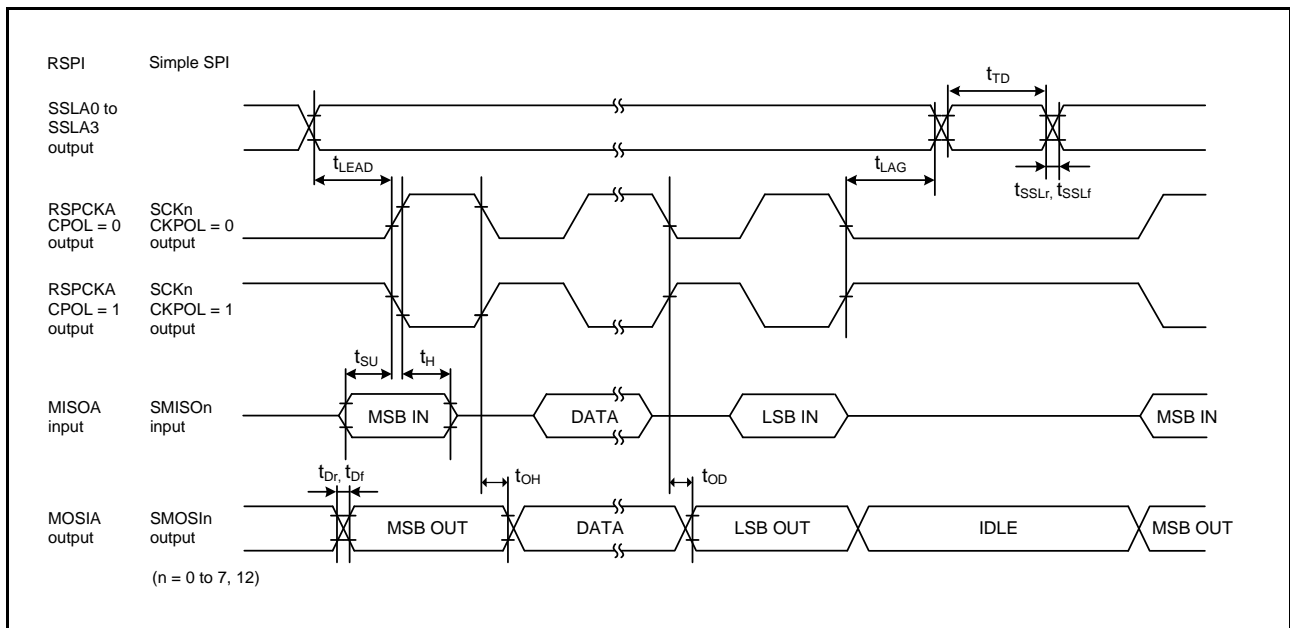 RSPI Simple SPI
SSLA0 to
SSLA3
output
tTD
tLEAD
tLAG
tSSLr, tSSLf
RSPCKA SCKn
CPOL = 0 CKPOL = 0
output output
RSPCKA SCKn
CPOL = 1 CKPOL = 1
output output
tSU tH
MISOA SMISOn
input input
MSB IN DATA LSB IN MSB IN
tDr, tDf tOH tOD
MOSIA SMOSIn
output output
MSB OUT DATA LSB OUT IDLE MSB OUT
(n = 0 to 7, 12)